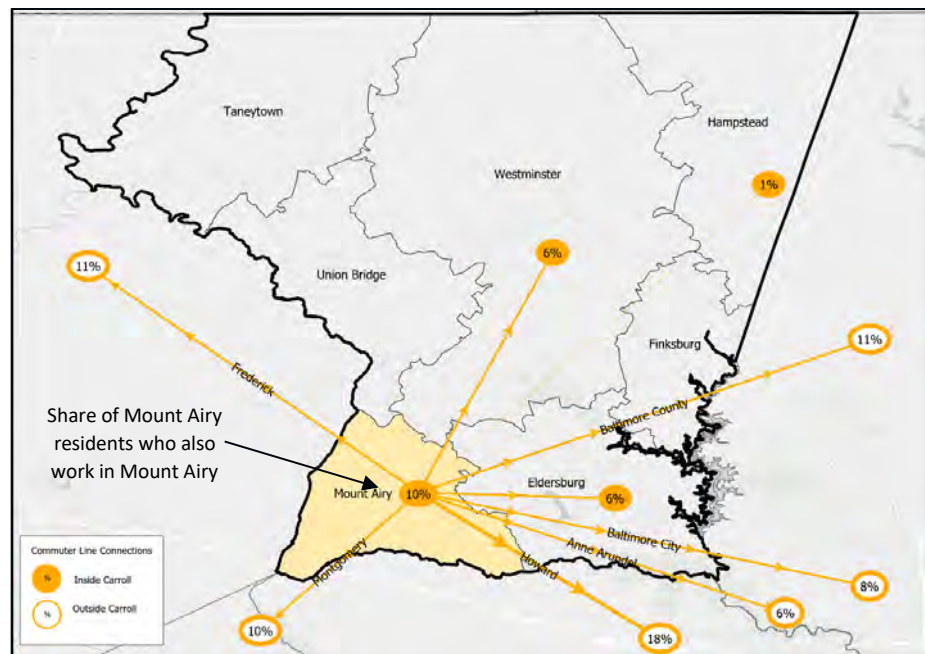 Taneytown
Hampstead
Westminster
1%
6%
11%
Union Bridge
11%
Finksburg
Frederick
Baltimore County
Share of Mount Airy
residents who also
work in Mount Airy
Mount Airy
10%
Eldersburg
6%
Baltimore City
Anne Arundel
Howard
Montgomery
Commuter Line Connections
% Inside Carroll
% Outside Carroll
8%
6%
10%
18%